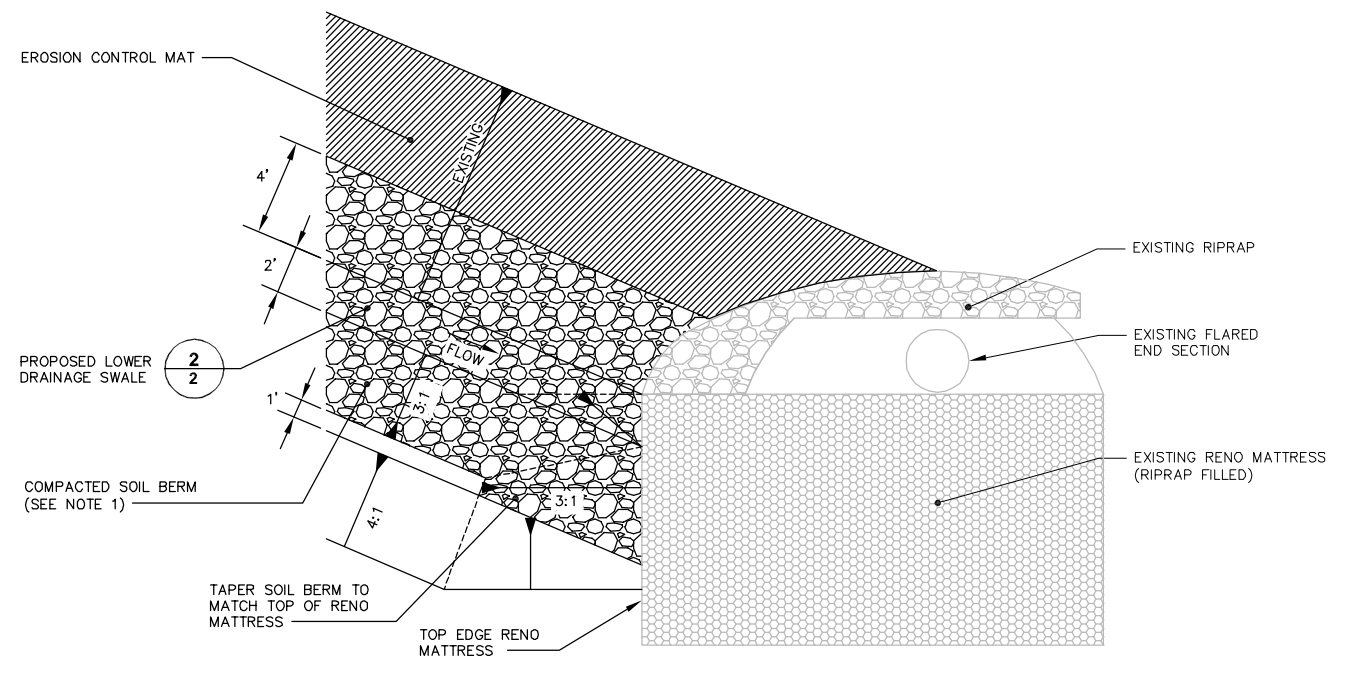 EROSION CONTROL MAT
EXISTING
4'
2'
EXISTING RIPRAP
EXISTING FLARED
END SECTION
FLOW
PROPOSED LOWER
DRAINAGE SWALE
2
2
1'
3:1
EXISTING RENO MATTRESS
(RIPRAP FILLED)
COMPACTED SOIL BERM
(SEE NOTE 1)
3:1
4:1
TAPER SOIL BERM TO
MATCH TOP OF RENO
MATTRESS
TOP EDGE RENO
MATTRESS